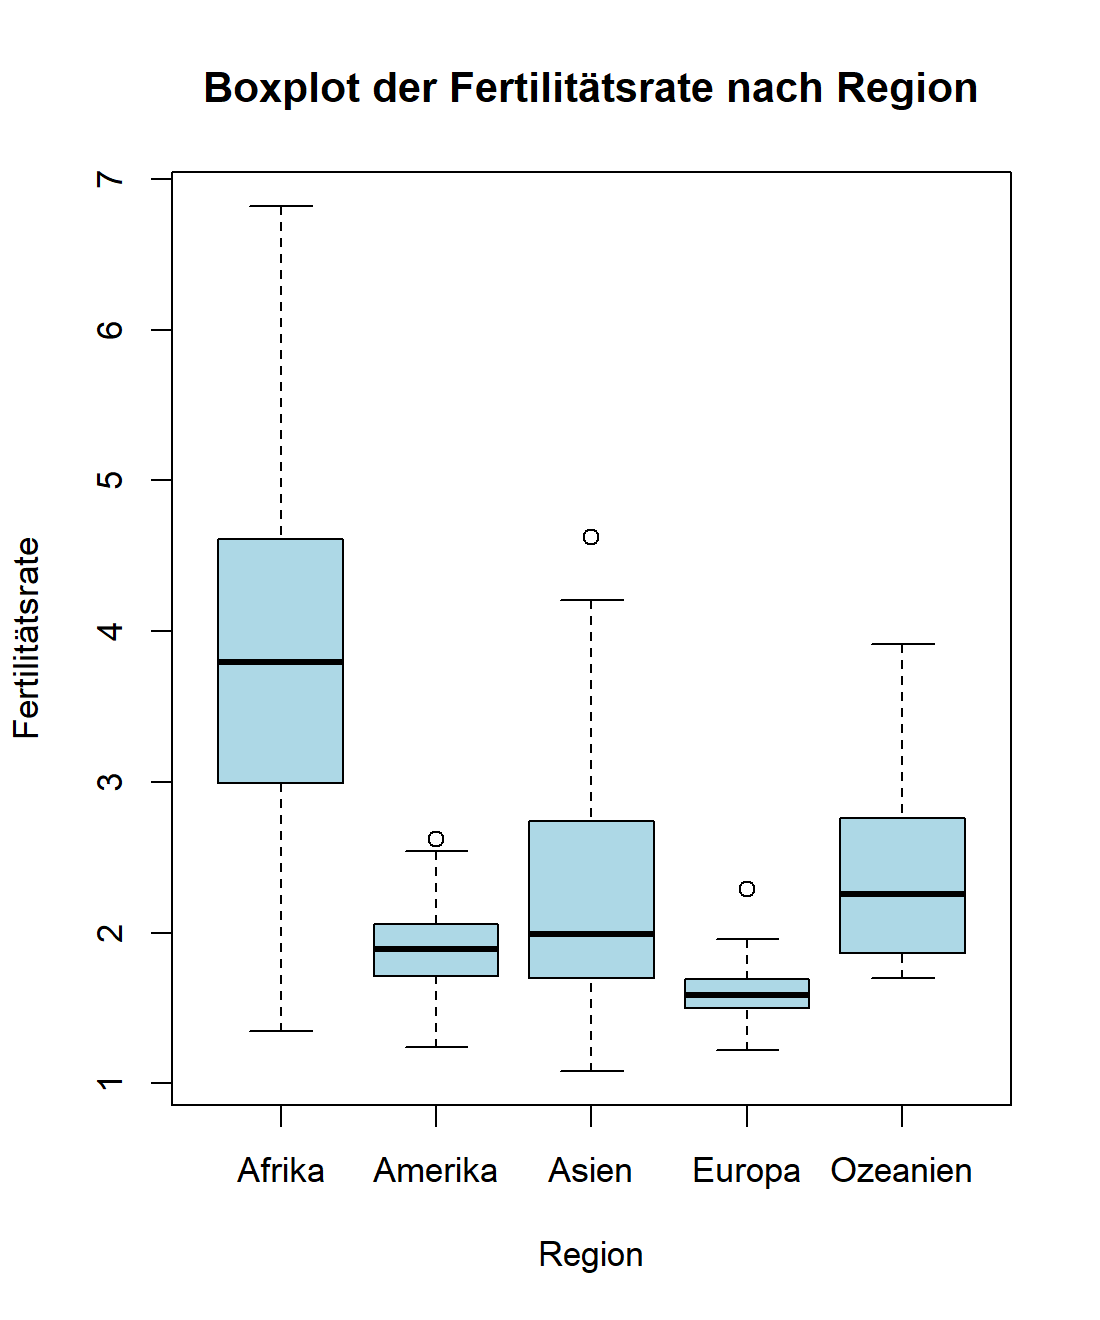 Boxplot der Fertilitätsrate nach Region
Fertilitätsrate
7
6
5
4
3
2
1
Afrika Amerika Asien Europa Ozeanien
Region